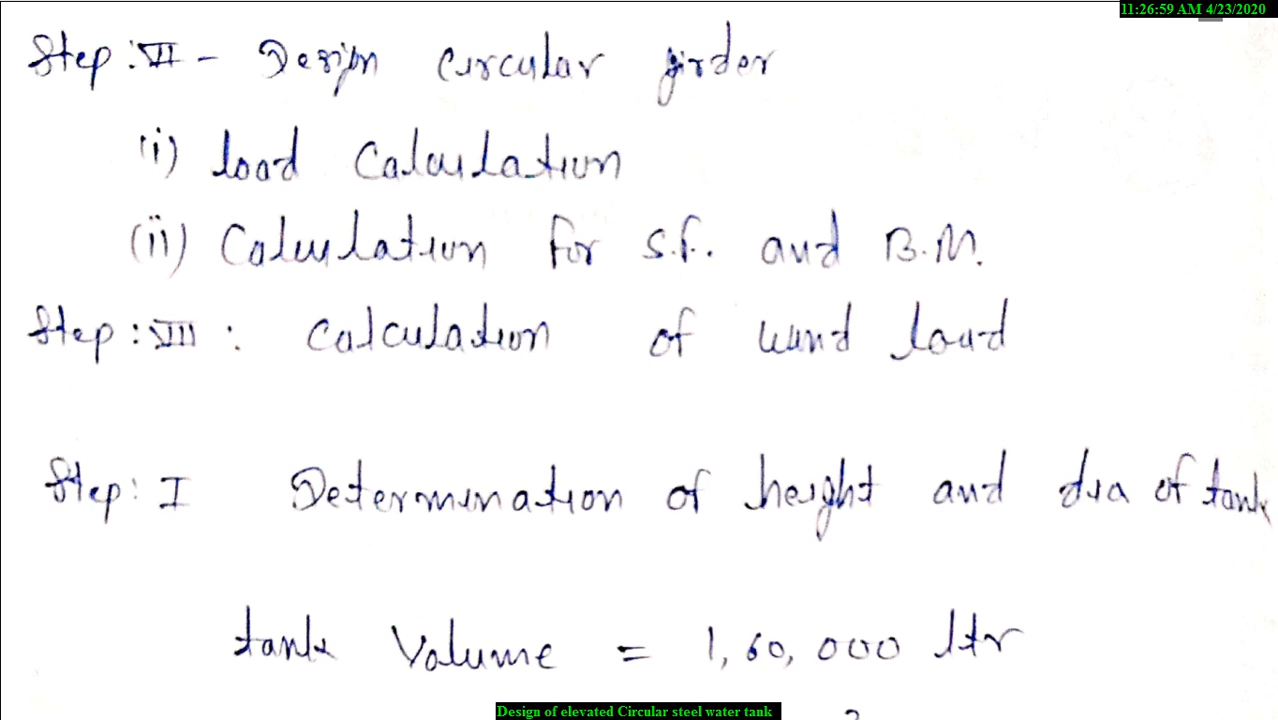 11:26:59 AM 4/23/2020
Step: VII - Design circular girder
(i) load calculation
(ii) Calculation for S.F. and B.M.
Step: VIII : calculation of wind load
Step: I Determination of height and dia of tank
tank Volume = 1,60,000 ltr
Design of elevated Circular steel water tank